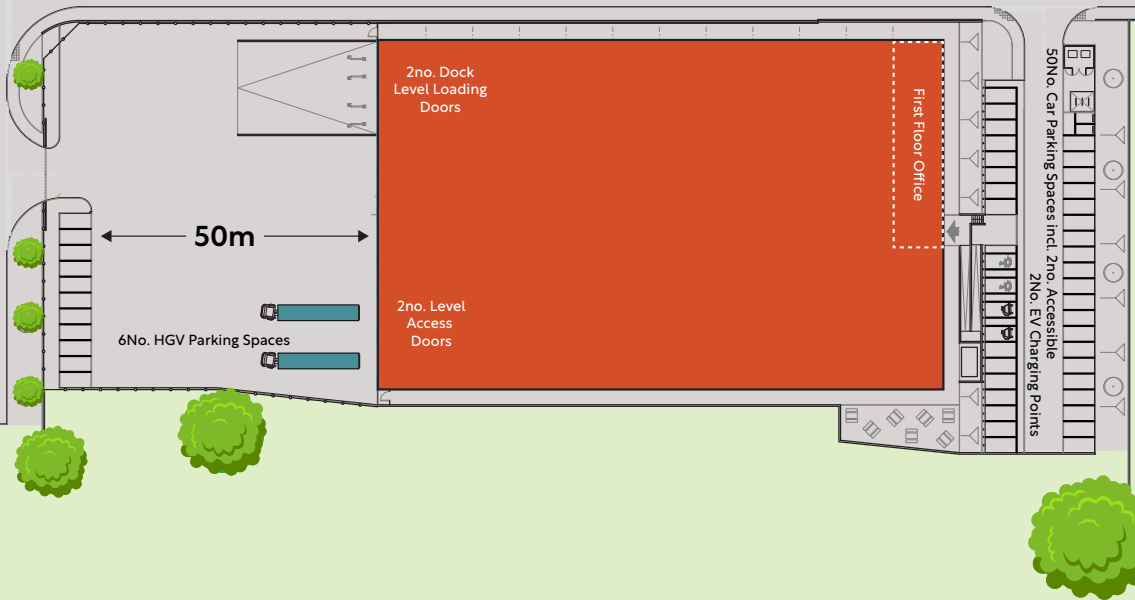 2no. Dock
Level Loading
Doors
First Floor Office
50m
2no. Level
Access
Doors
6No. HGV Parking Spaces
50No. Car Parking Spaces incl. 2no. Accessible
2No. EV Charging Points